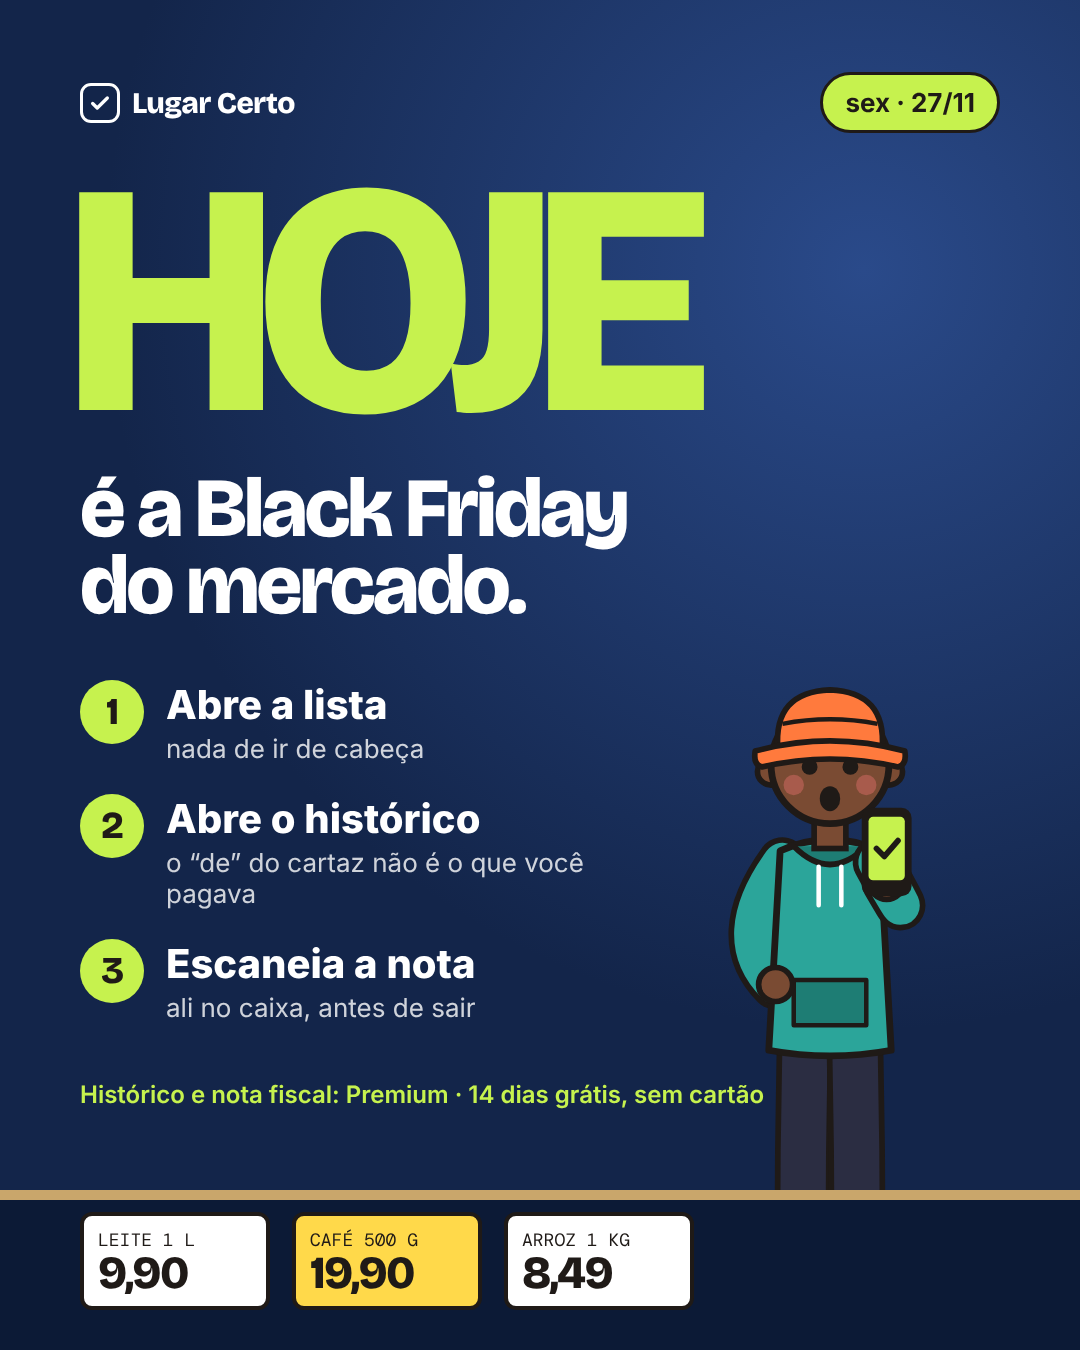 Lugar Certo
sex · 27/11
HOJE
é a Black Friday
do mercado.
1
Abre a lista
nada de ir de cabeça
2
Abre o histórico
o “de” do cartaz não é o que você
pagava
3
Escaneia a nota
ali no caixa, antes de sair
Histórico e nota fiscal: Premium · 14 dias grátis, sem cartão
LEITE 1 L
9,90
CAFÉ 500 G
19,90
ARROZ 1 KG
8,49